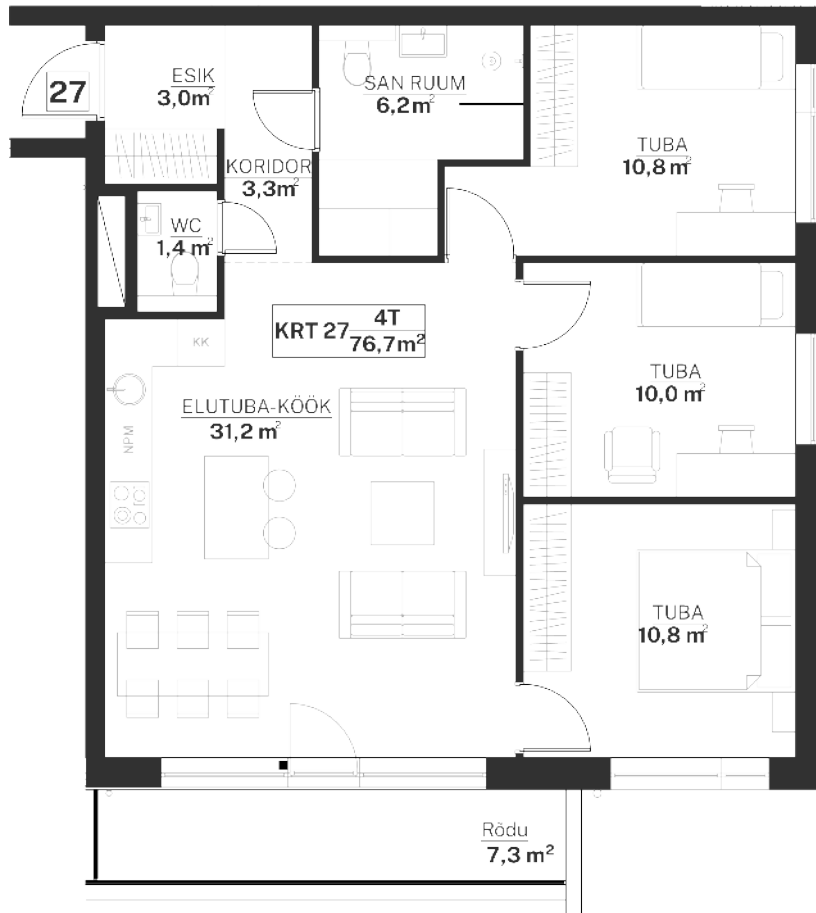 27
ESIK
3,0m²
SAN RUUM
6,2m²
TUBA
10,8 m²
KORIDOR
3,3m²
WC
1,4 m²
KRT 27
4T
76,7m²
KK
TUBA
10,0 m²
ELUTUBA-KÖÖK
31,2 m²
NPM
TUBA
10,8 m²
Rõdu
7,3 m²